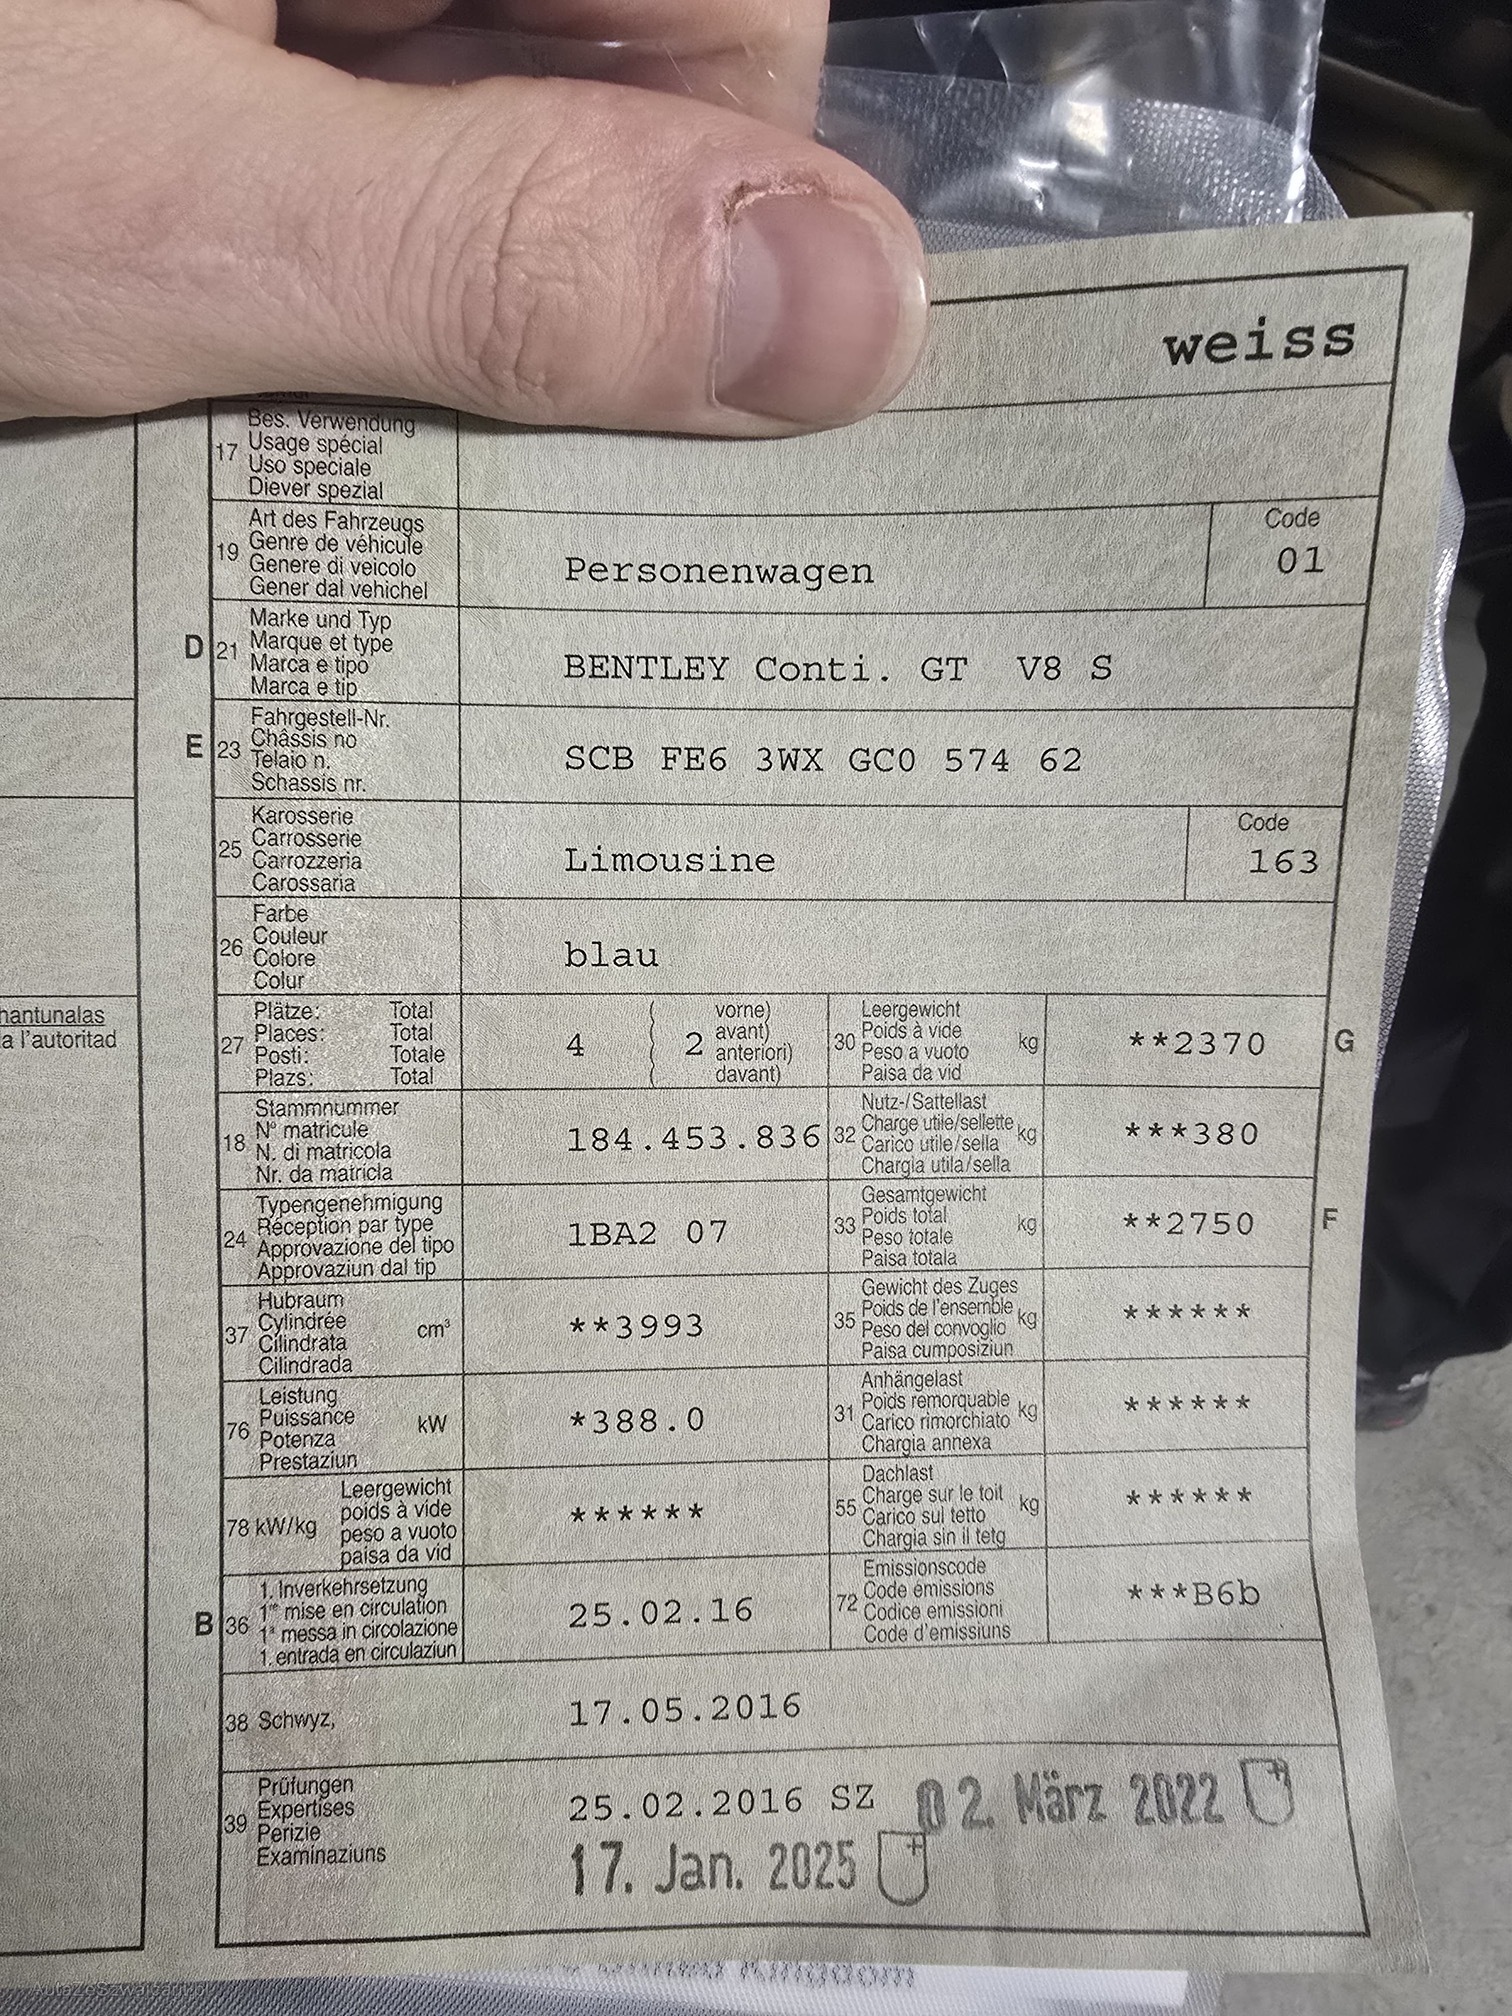 weiss
17
Bes. Verwendung
Usage spécial
Uso speciale
Diever spezial
19
Art des Fahrzeugs
Genre de véhicule
Genere di veicolo
Gener dal vehichel
Personenwagen
Code
01
D
21
Marke und Typ
Marque et type
Marca e tipo
Marca e tip
BENTLEY Conti. GT V8 S
E
23
Fahrgestell-Nr.
Châssis no
Telaio n.
Schassis nr.
SCB FE6 3WX GC0 574 62
25
Karosserie
Carrosserie
Carrozzeria
Carossaria
Limousine
Code
163
26
Farbe
Couleur
Colore
Colur
blau
hantunalas
a l'autoritad
27
Plätze: Total
Places: Total
Posti: Totale
Plazs: Total
4
2
vorne)
avant)
anteriori)
davant)
30
Leergewicht
Poids à vide
Peso a vuoto
Paisa da vid
kg
**2370
G
18
Stammnummer
N° matricule
N. di matricola
Nr. da matricla
184.453.836
32
Nutz-/Sattellast
Charge utile/sellette
Carico utile/sella
Chargia utila/sella
kg
***380
24
Typengenehmigung
Réception par type
Approvazione del tipo
Approvaziun dal tip
1BA2 07
33
Gesamtgewicht
Poids total
Peso totale
Paisa totala
kg
**2750
F
37
Hubraum
Cylindrée
Cilindrata
Cilindrada
cm³
**3993
35
Gewicht des Zuges
Poids de l'ensemble
Peso del convoglio
Paisa cumposiziun
kg
******
76
Leistung
Puissance
Potenza
Prestaziun
kW
*388.0
31
Anhängelast
Poids remorquable
Carico rimorchiato
Chargia annexa
kg
******
78 kW/kg
Leergewicht
poids à vide
peso a vuoto
paisa da vid
******
55
Dachlast
Charge sur le toit
Carico sul tetto
Chargia sin il tetg
kg
******
B
36
1. Inverkehrsetzung
1re mise en circulation
1a messa in circolazione
1. entrada en circulaziun
25.02.16
72
Emissionscode
Code émissions
Codice emissioni
Code d'emissiuns
***B6b
38 Schwyz,
17.05.2016
39
Prüfungen
Expertises
Perizie
Examinaziuns
25.02.2016 SZ
02. März 2022
17. Jan. 2025
United Kingdom